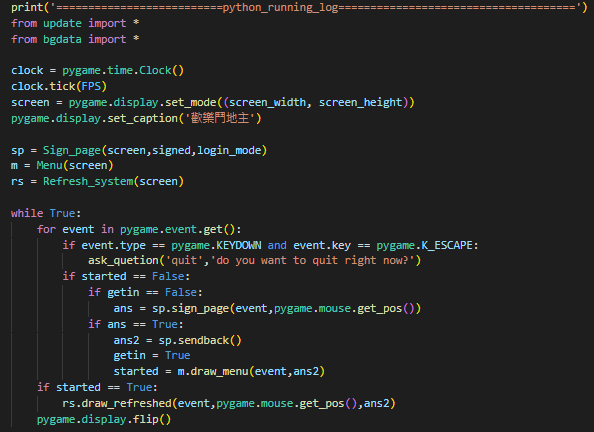 print('==========================python_running_log=====================================')
from update import *
from bgdata import *
clock = pygame.time.Clock()
clock.tick(FPS)
screen = pygame.display.set_mode((screen_width, screen_height))
pygame.display.set_caption('歡樂鬥地主')
sp = Sign_page(screen,signed,login_mode)
m = Menu(screen)
rs = Refresh_system(screen)
while True:
    for event in pygame.event.get():
        if event.type == pygame.KEYDOWN and event.key == pygame.K_ESCAPE:
            ask_quetion('quit','do you want to quit right now?')
        if started == False:
            if getin == False:
                ans = sp.sign_page(event,pygame.mouse.get_pos())
            if ans == True:
                ans2 = sp.sendback()
                getin = True
                started = m.draw_menu(event,ans2)
    if started == True:
        rs.draw_refreshed(event,pygame.mouse.get_pos(),ans2)
    pygame.display.flip()